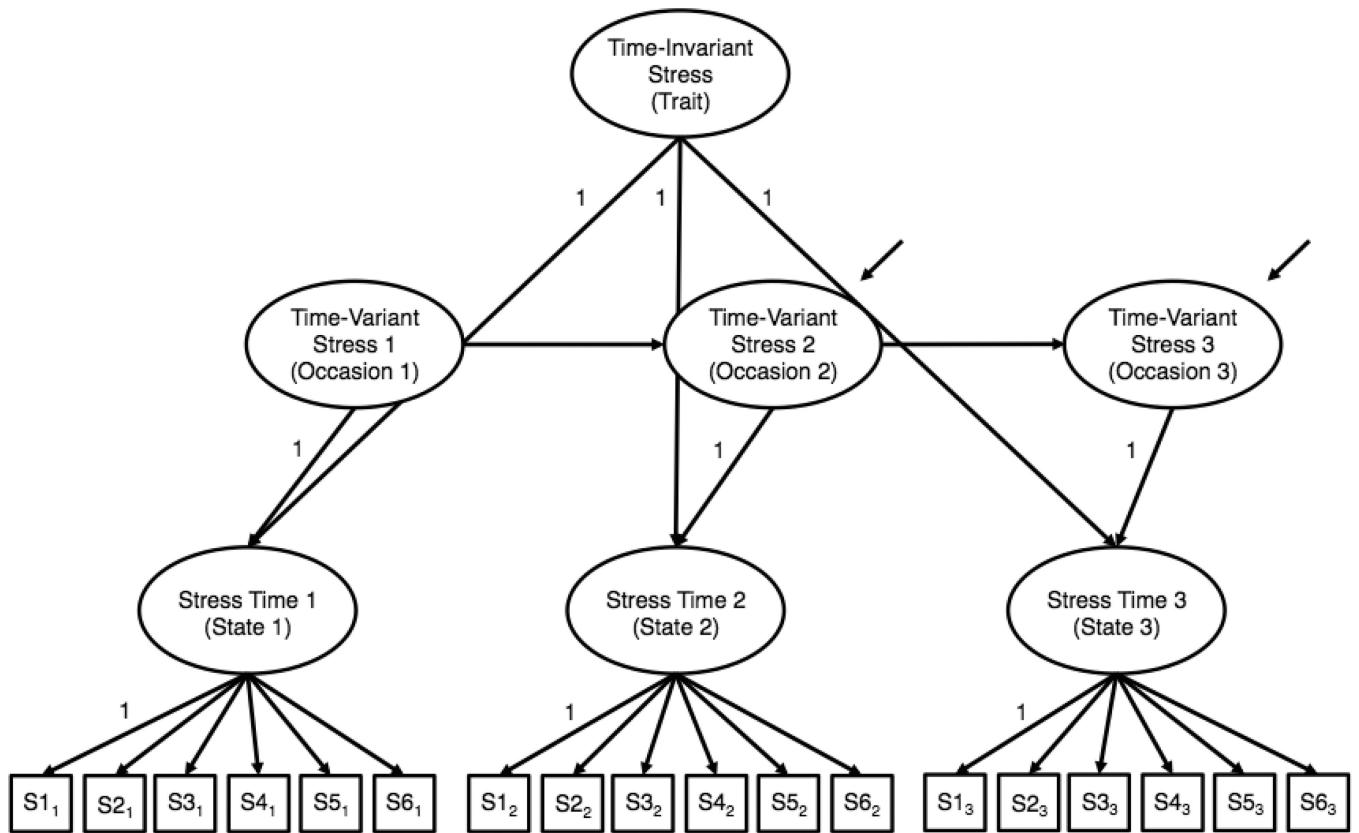 Time-Invariant
Stress
(Trait)
1 1 1
Time-Variant
Stress 1
(Occasion 1)
Time-Variant
Stress 2
(Occasion 2)
Time-Variant
Stress 3
(Occasion 3)
1 1 1
Stress Time 1
(State 1)
Stress Time 2
(State 2)
Stress Time 3
(State 3)
1 1 1
S1₁ S2₁ S3₁ S4₁ S5₁ S6₁
S1₂ S2₂ S3₂ S4₂ S5₂ S6₂
S1₃ S2₃ S3₃ S4₃ S5₃ S6₃